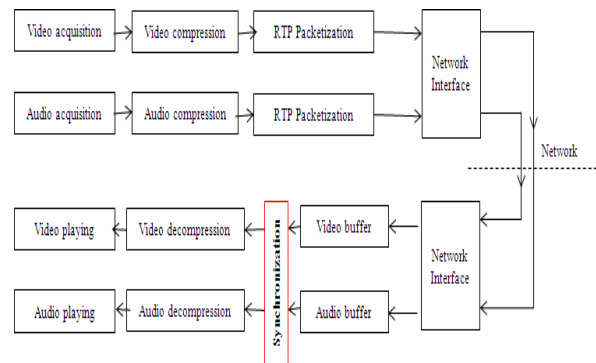 Video acquisition
Video compression
RTP Packetization
Network
Interface
Audio acquisition
Audio compression
RTP Packetization
Network
Video playing
Video decompression
Synchronization
Video buffer
Network
Interface
Audio playing
Audio decompression
Audio buffer